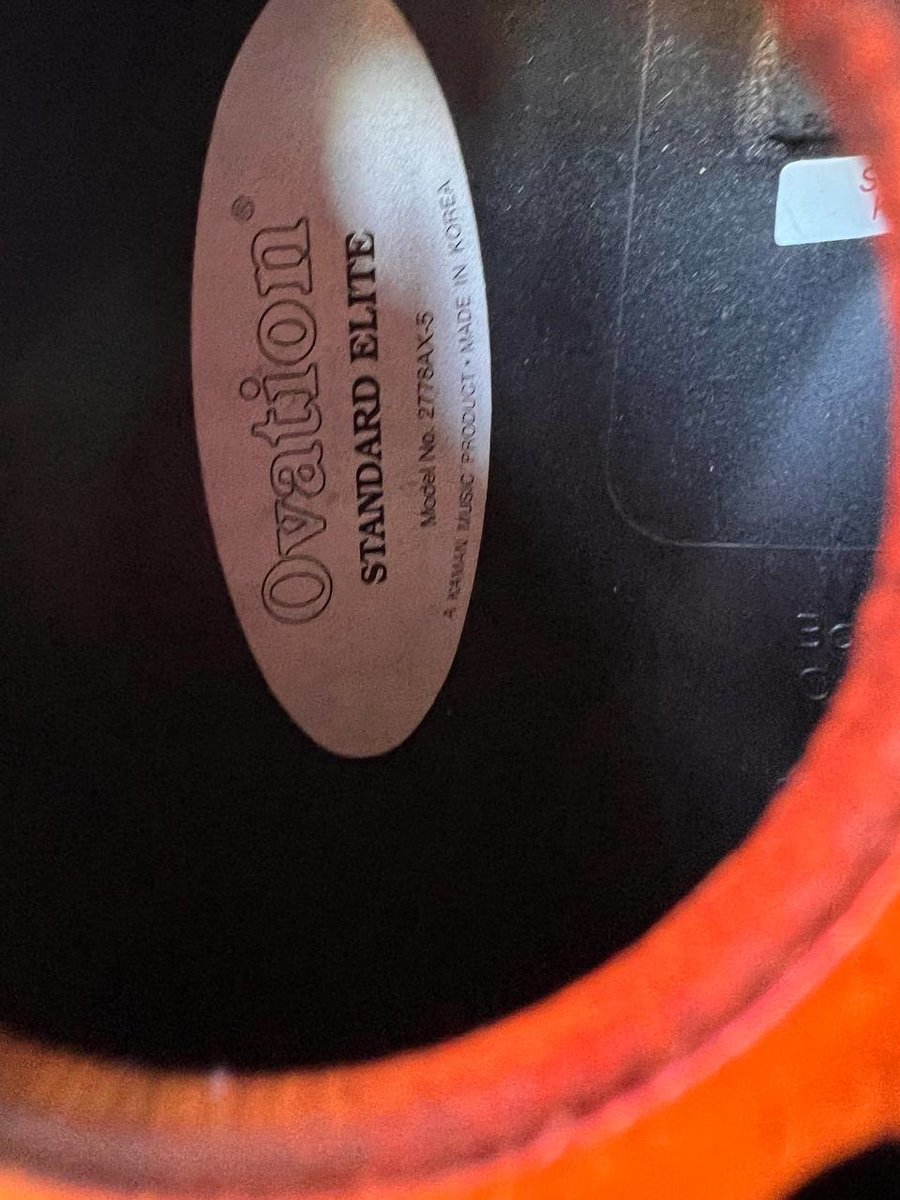 Ovation®
STANDARD ELITE
Model No. 2778AX-5
A KAMAN MUSIC PRODUCT • MADE IN KOREA